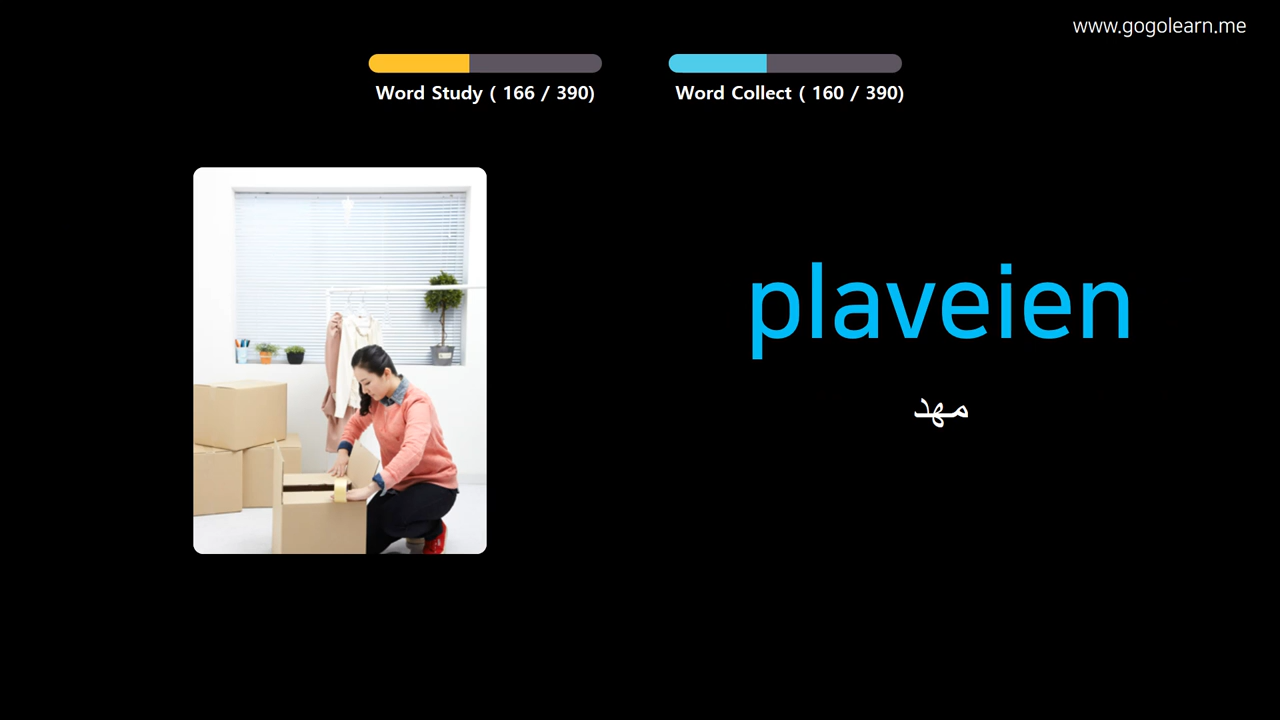 www.gogolearn.me
Word Study ( 166 / 390)
Word Collect ( 160 / 390)
plaveien
مهد